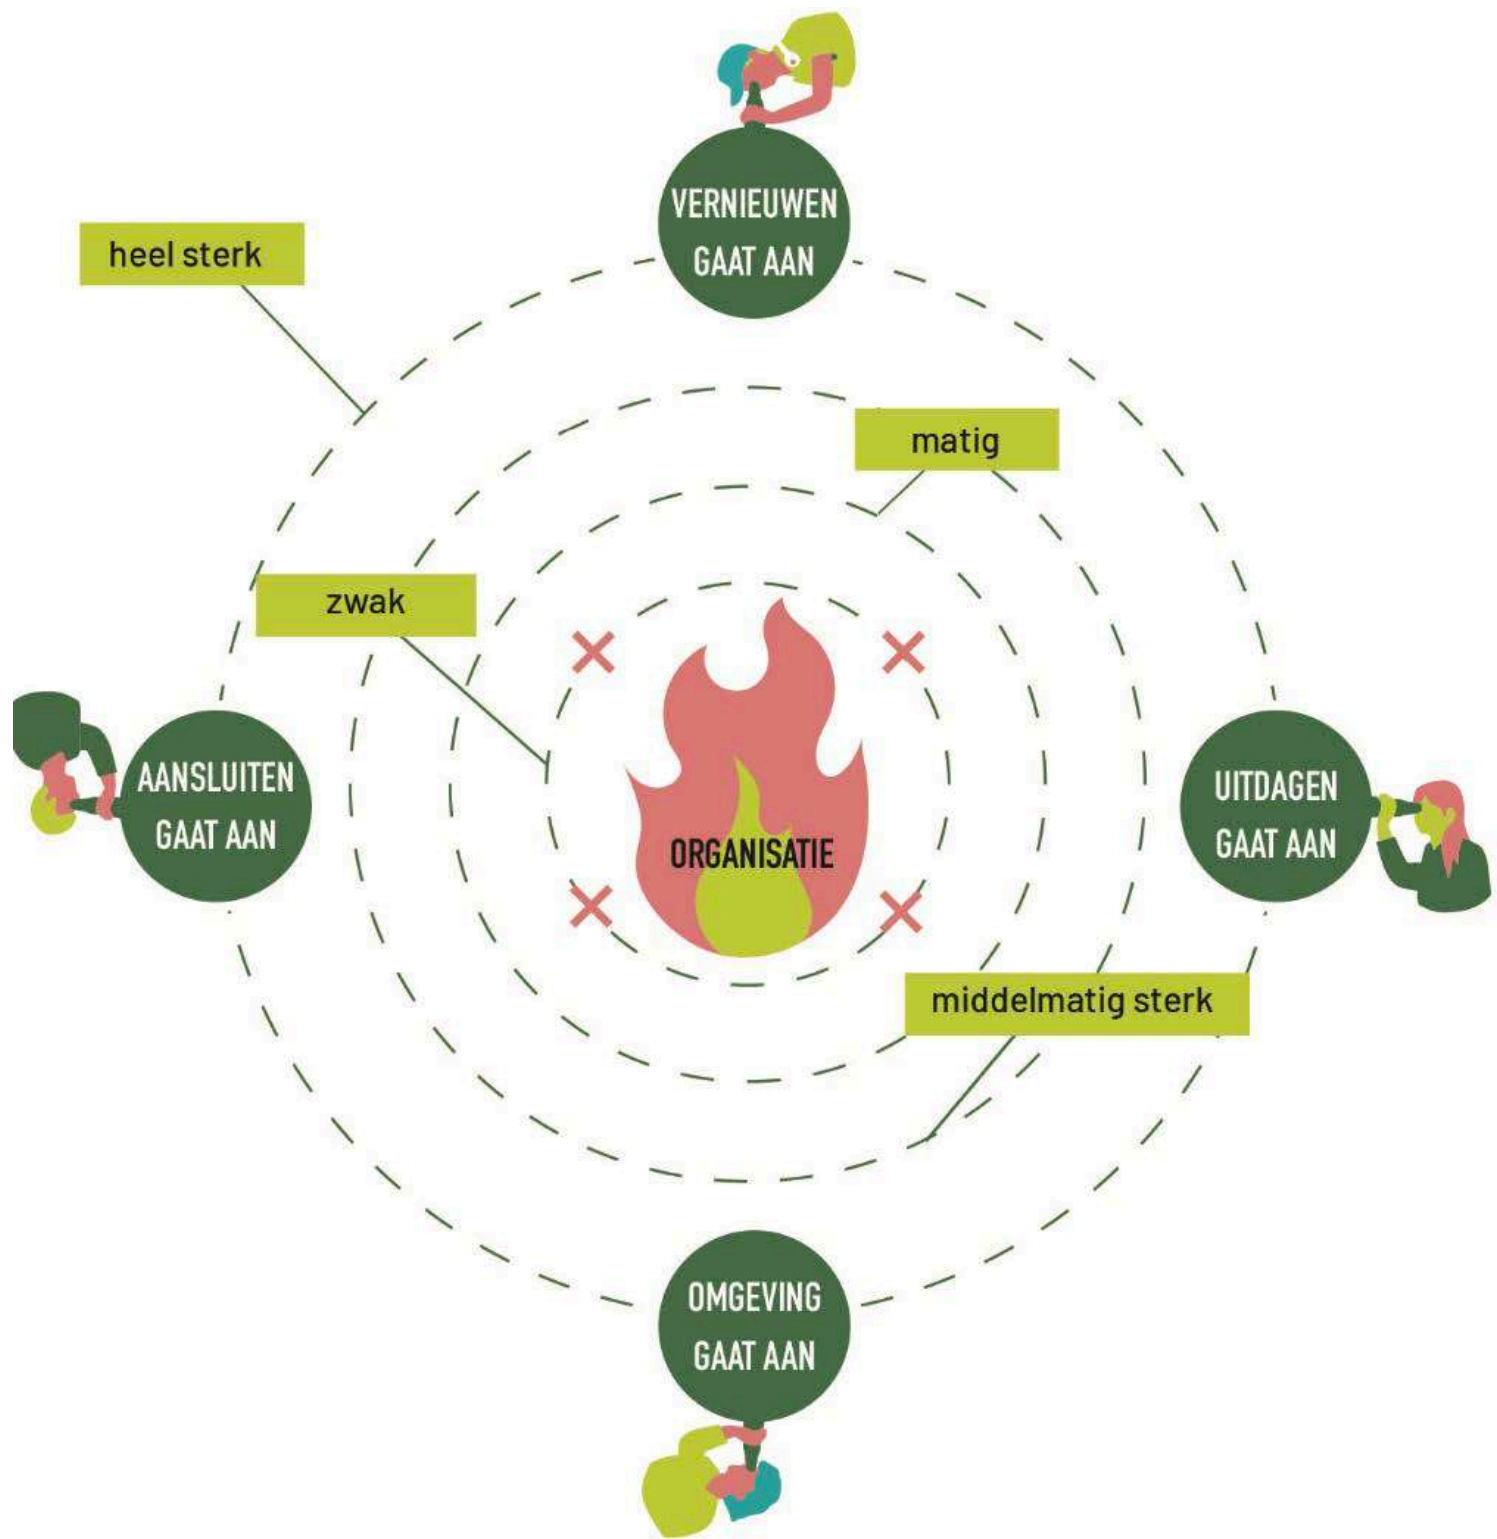 VERNIEUWEN
GAAT AAN
heel sterk
matig
zwak
AANSLUITEN
GAAT AAN
UITDAGEN
GAAT AAN
ORGANISATIE
middelmatig sterk
OMGEVING
GAAT AAN